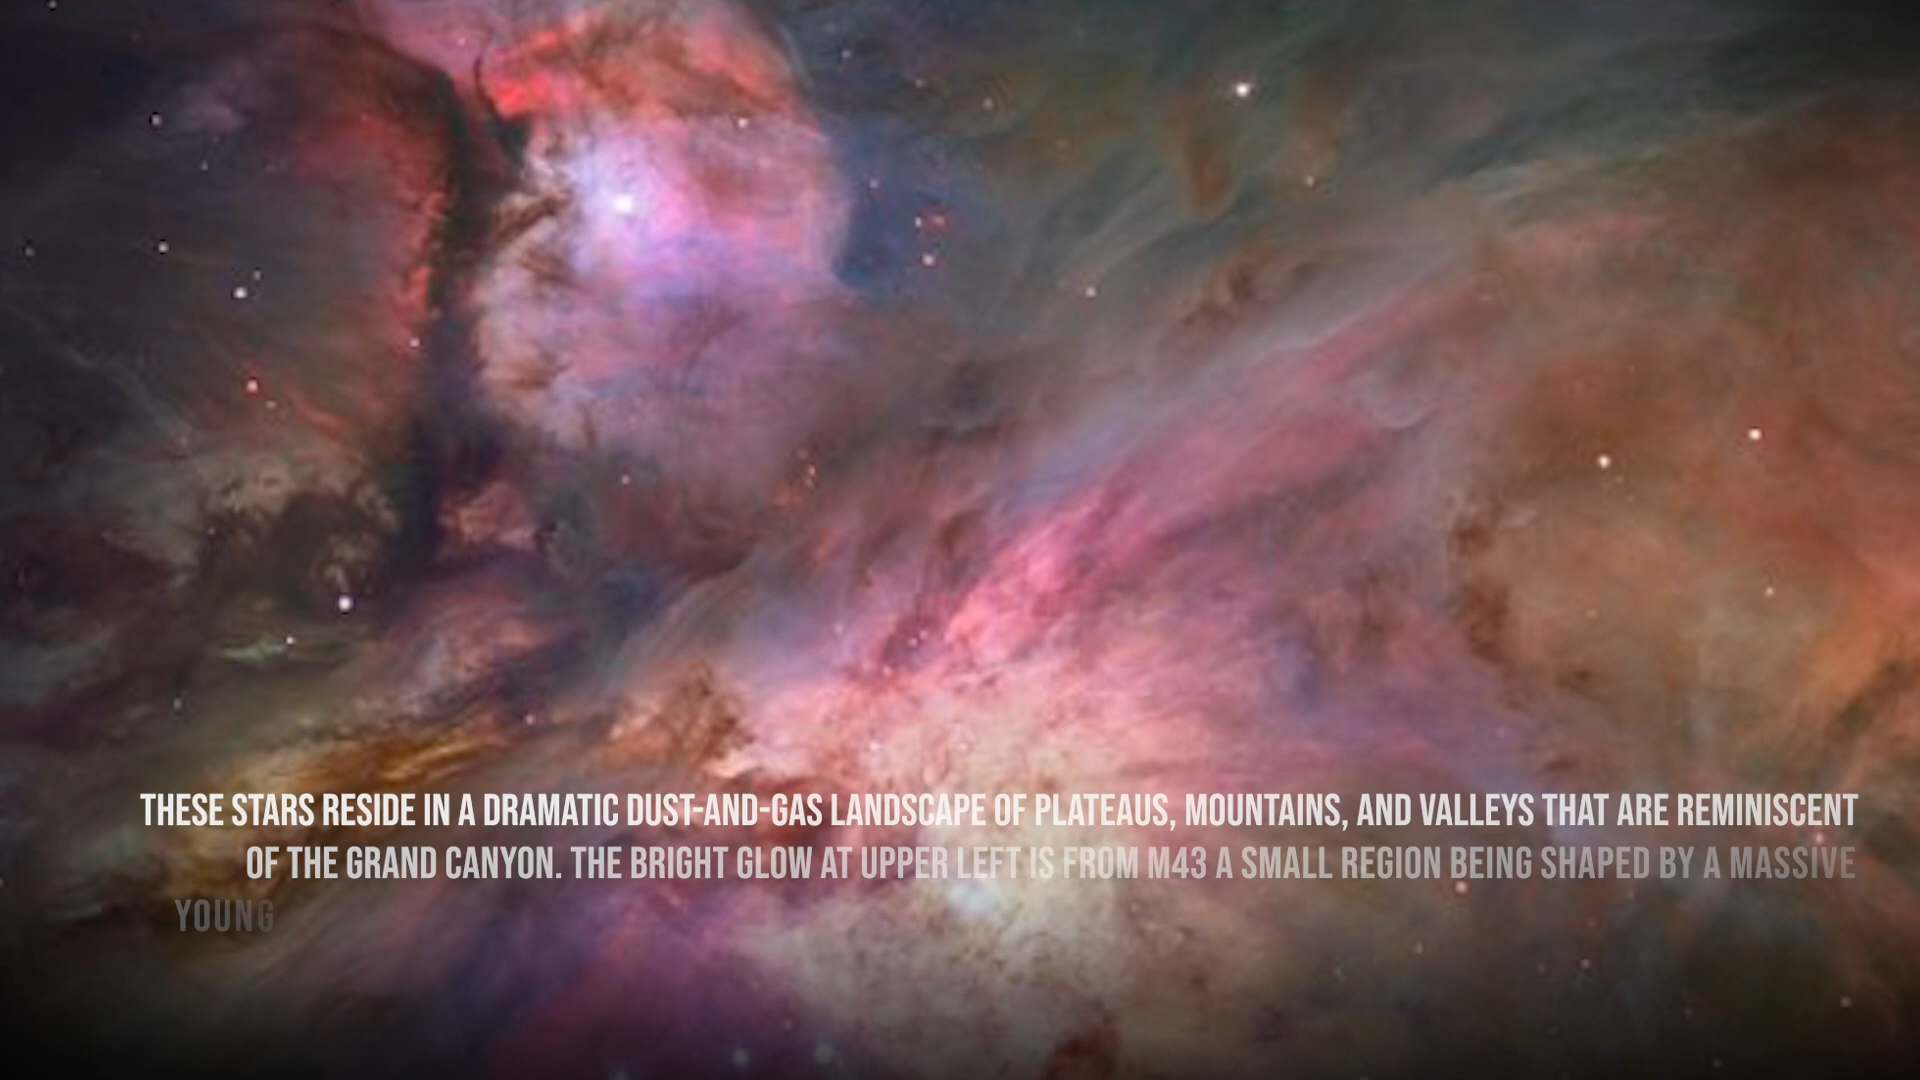 THESE STARS RESIDE IN A DRAMATIC DUST-AND-GAS LANDSCAPE OF PLATEAUS, MOUNTAINS, AND VALLEYS THAT ARE REMINISCENT
OF THE GRAND CANYON. THE BRIGHT GLOW AT UPPER LEFT IS FROM M43 A SMALL REGION BEING SHAPED BY A MASSIVE
YOUNG